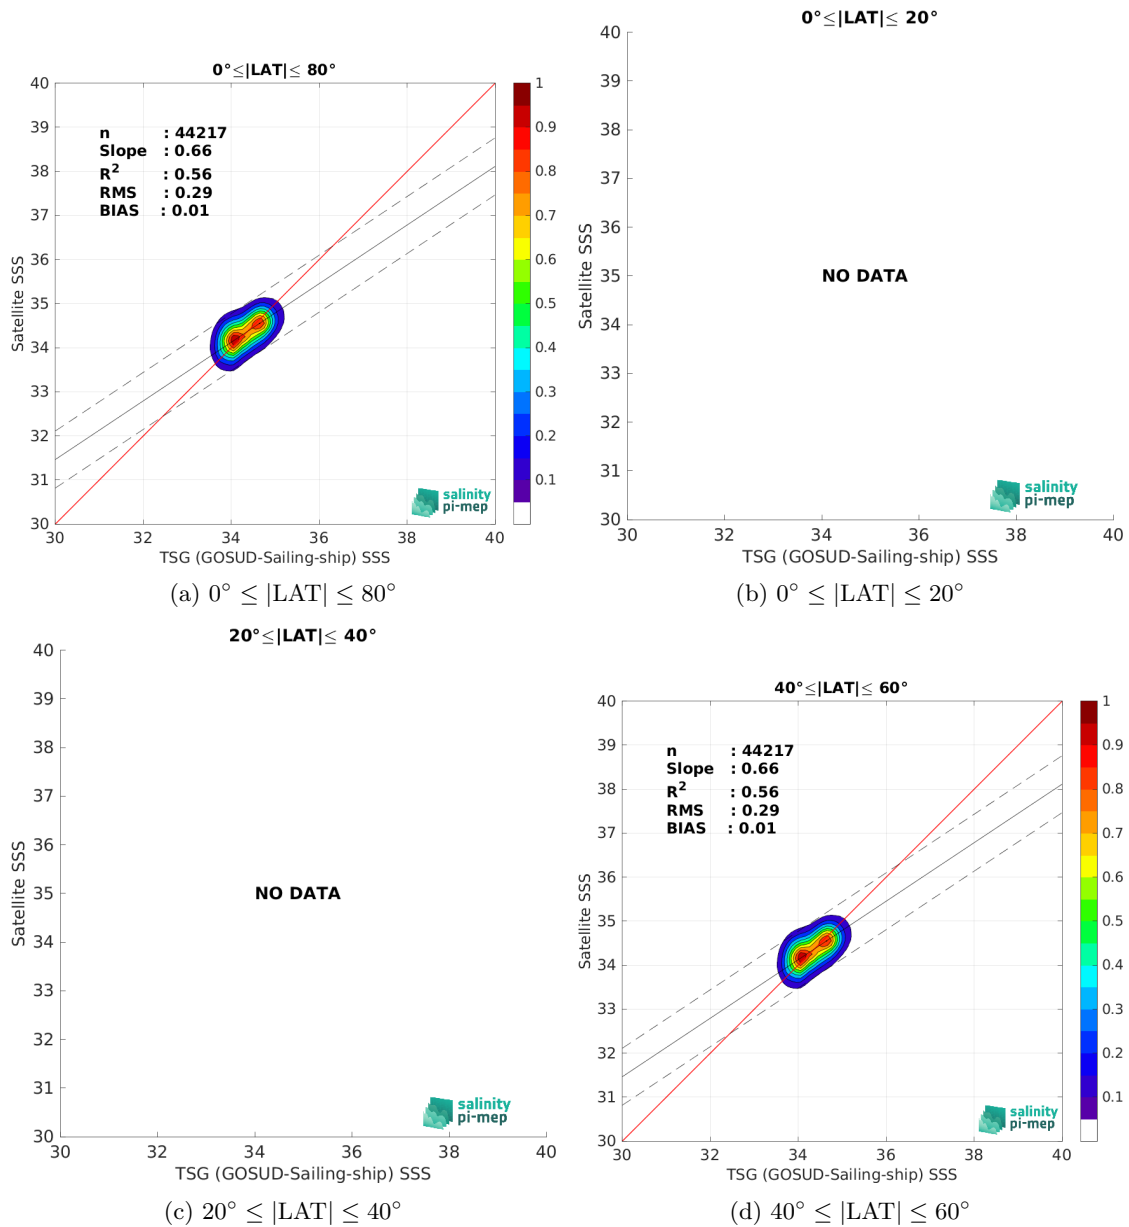 0°≤|LAT|≤ 80°
40
39
38
37
36
35
34
33
32
31
30
Satellite SSS
n : 44217
Slope : 0.66
R² : 0.56
RMS : 0.29
BIAS : 0.01
salinity
pi-mep
30 32 34 36 38 40
TSG (GOSUD-Sailing-ship) SSS
1
0.9
0.8
0.7
0.6
0.5
0.4
0.3
0.2
0.1
(a) 0° ≤ |LAT| ≤ 80°
0°≤|LAT|≤ 20°
40
39
38
37
36
35
34
33
32
31
30
Satellite SSS
NO DATA
salinity
pi-mep
30 32 34 36 38 40
TSG (GOSUD-Sailing-ship) SSS
(b) 0° ≤ |LAT| ≤ 20°
20°≤|LAT|≤ 40°
40
39
38
37
36
35
34
33
32
31
30
Satellite SSS
NO DATA
salinity
pi-mep
30 32 34 36 38 40
TSG (GOSUD-Sailing-ship) SSS
(c) 20° ≤ |LAT| ≤ 40°
40°≤|LAT|≤ 60°
40
39
38
37
36
35
34
33
32
31
30
Satellite SSS
n : 44217
Slope : 0.66
R² : 0.56
RMS : 0.29
BIAS : 0.01
salinity
pi-mep
30 32 34 36 38 40
TSG (GOSUD-Sailing-ship) SSS
1
0.9
0.8
0.7
0.6
0.5
0.4
0.3
0.2
0.1
(d) 40° ≤ |LAT| ≤ 60°